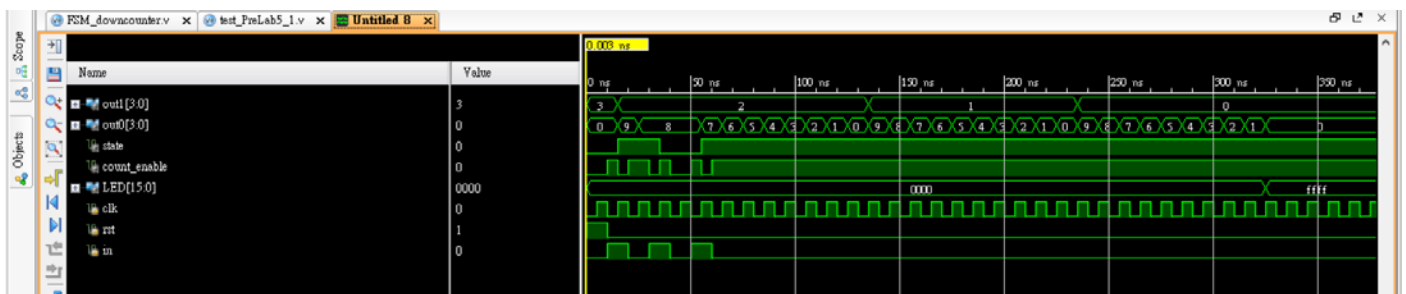 FSM_downcounter.v x test_PreLab5_1.v x Untitled 8 x
Scope
Objects
0.003 ns
Name Value
0 ns 50 ns 100 ns 150 ns 200 ns 250 ns 300 ns 350 ns
out1[3:0] 3 3 2 1 0
out0[3:0] 0 0 9 8 7 6 5 4 3 2 1 0 9 8 7 6 5 4 3 2 1 0 9 8 7 6 5 4 3 2 1 0
state 0
count_enable 0
LED[15:0] 0000 0000 ffff
clk 0
rst 1
in 0